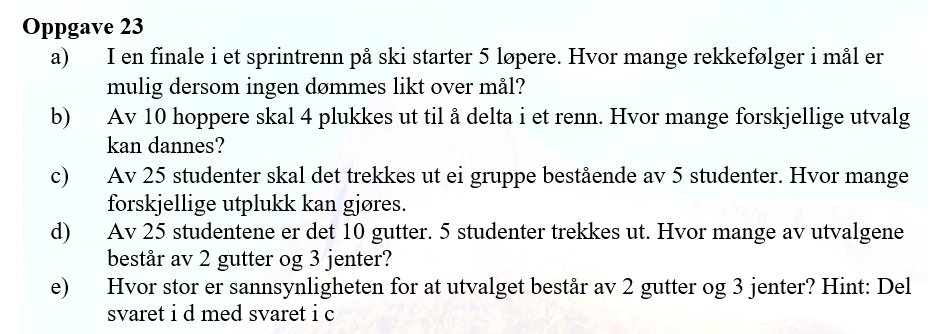 Oppgave 23
a) I en finale i et sprintrenn på ski starter 5 løpere. Hvor mange rekkefølger i mål er
mulig dersom ingen dømmes likt over mål?
b) Av 10 hoppere skal 4 plukkes ut til å delta i et renn. Hvor mange forskjellige utvalg
kan dannes?
c) Av 25 studenter skal det trekkes ut ei gruppe bestående av 5 studenter. Hvor mange
forskjellige utplukk kan gjøres.
d) Av 25 studentene er det 10 gutter. 5 studenter trekkes ut. Hvor mange av utvalgene
består av 2 gutter og 3 jenter?
e) Hvor stor er sannsynligheten for at utvalget består av 2 gutter og 3 jenter? Hint: Del
svaret i d med svaret i c